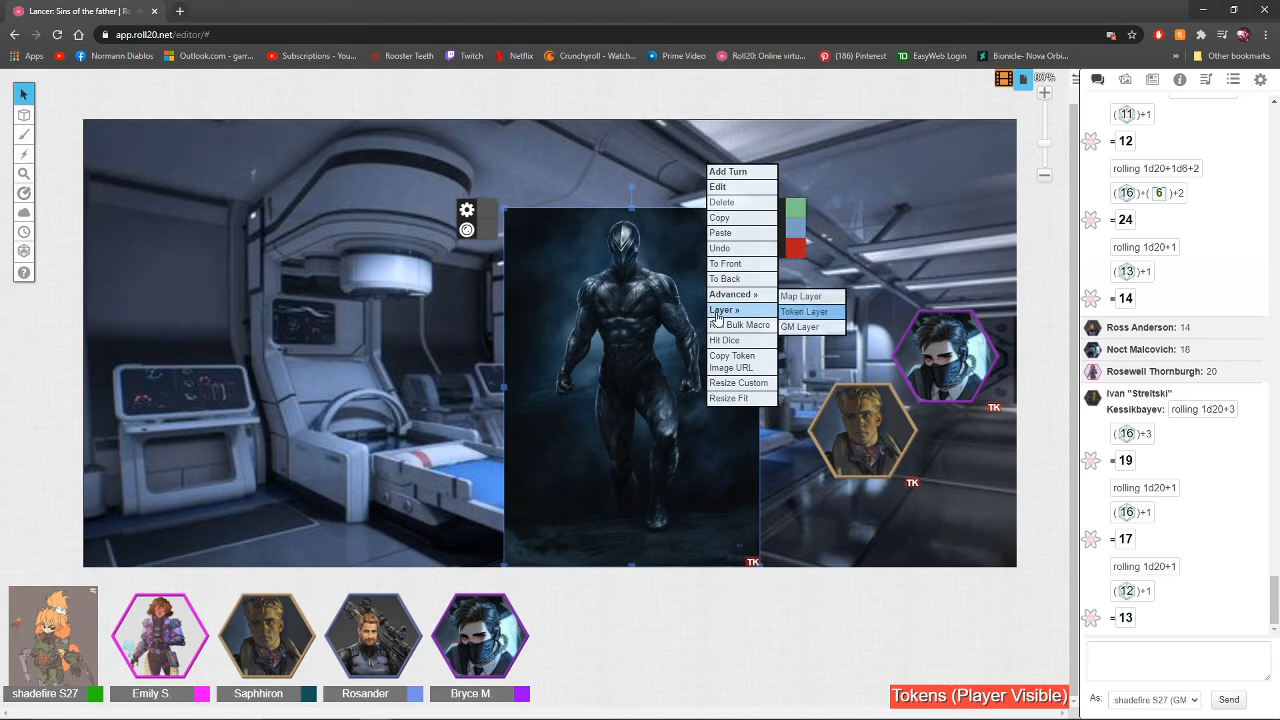 Lancer: Sins of the father | Ro
app.roll20.net/editor/#
Apps
Normann Diablos
Outlook.com - garr...
Subscriptions - You...
Rooster Teeth
Twitch
Netflix
Crunchyroll - Watch...
Prime Video
Roll20: Online virtu...
(186) Pinterest
TD EasyWeb Login
Bionicle- Nova Orbi...
»
Other bookmarks
80%
Add Turn
Edit
Delete
Copy
Paste
Undo
To Front
To Back
Advanced »
Layer »
Bulk Macro
Hit Dice
Copy Token
Image URL
Resize Custom
Resize Fit
Map Layer
Token Layer
GM Layer
TK
TK
TK
(11)+1
=12
rolling 1d20+1d6+2
(16)+(6)+2
=24
rolling 1d20+1
(13)+1
=14
Ross Anderson: 14
Noct Malcovich: 18
Rosewell Thornburgh: 20
Ivan "Streltski"
Kessikbayev: rolling 1d20+3
(16)+3
=19
rolling 1d20+1
(16)+1
=17
rolling 1d20+1
(12)+1
=13
shadefire S27
Emily S.
Saphhiron
Rosander
Bryce M.
Tokens (Player Visible)
As:
shadefire S27 (GM
Send